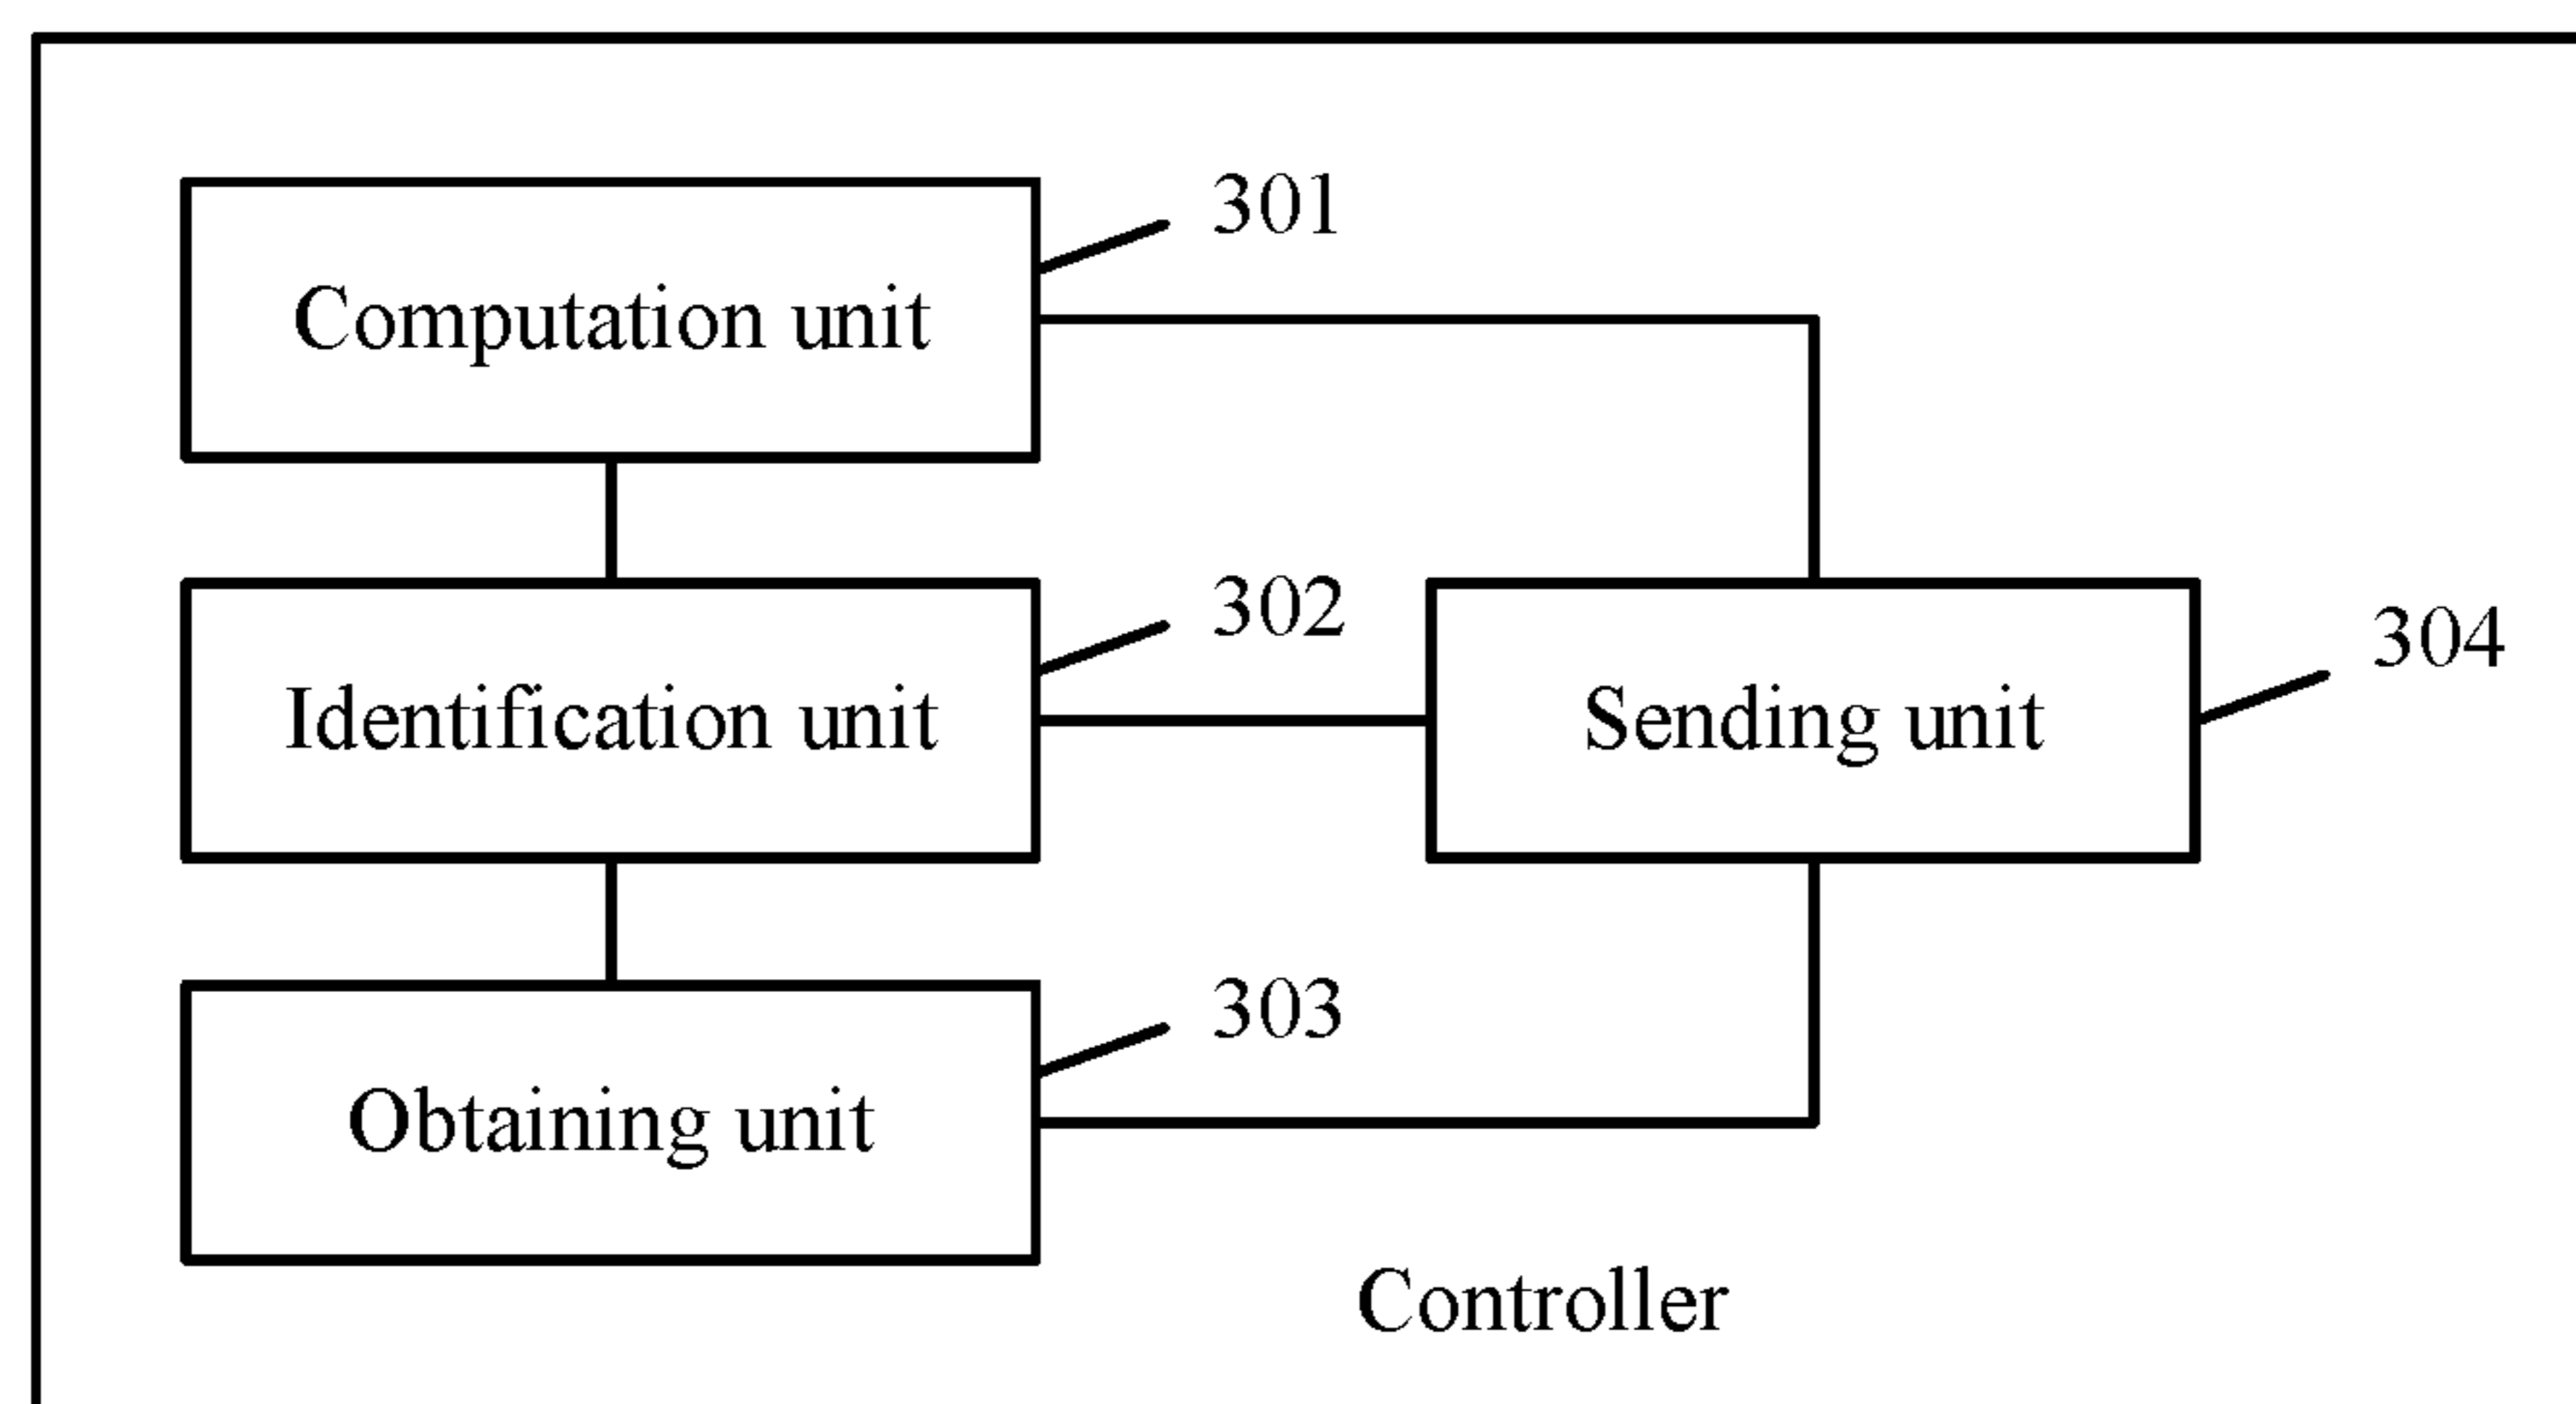 301
Computation unit
302
Identification unit
304
Sending unit
303
Obtaining unit
Controller